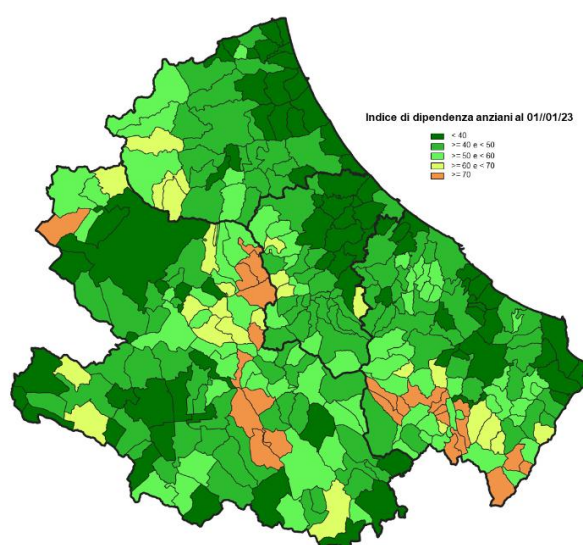 Indice di dipendenza anziani al 01//01/23
< 40
>= 40 e < 50
>= 50 e < 60
>= 60 e < 70
>= 70